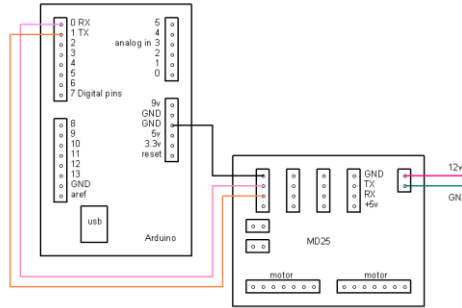 0 RX
1 TX
2
3
4
5
6
7 Digital pins
5
4
analog in 3
2
1
0
9v
GND
GND
5v
3.3v
reset
8
9
10
11
12
13
GND
aref
usb
Arduino
GND
TX
RX
+5v
12v
GN
MD25
motor
motor